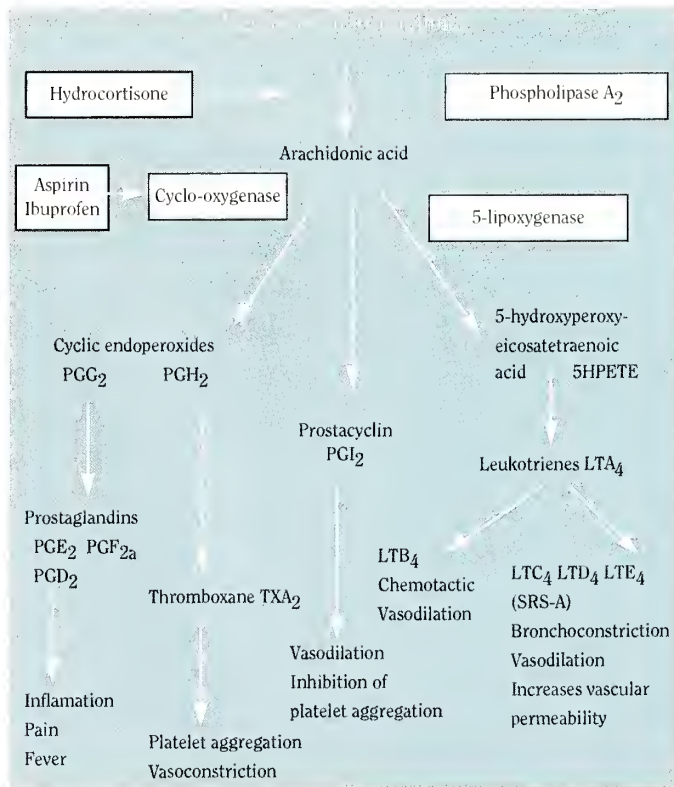 Hydrocortisone
Phospholipase A2
Arachidonic acid
Aspirin
Ibuprofen
Cyclo-oxygenase
5-lipoxygenase
Cyclic endoperoxides
PGG2 PGH2
5-hydroxyperoxy-
eicosatetraenoic
acid 5HPETE
Prostacyclin
PGI2
Leukotrienes LTA4
Prostaglandins
PGE2 PGF2a
PGD2
Thromboxane TXA2
LTB4
Chemotactic
Vasodilation
LTC4 LTD4 LTE4
(SRS-A)
Bronchoconstriction
Vasodilation
Increases vascular
permeability
Vasodilation
Inhibition of
platelet aggregation
Inflamation
Pain
Fever
Platelet aggregation
Vasoconstriction